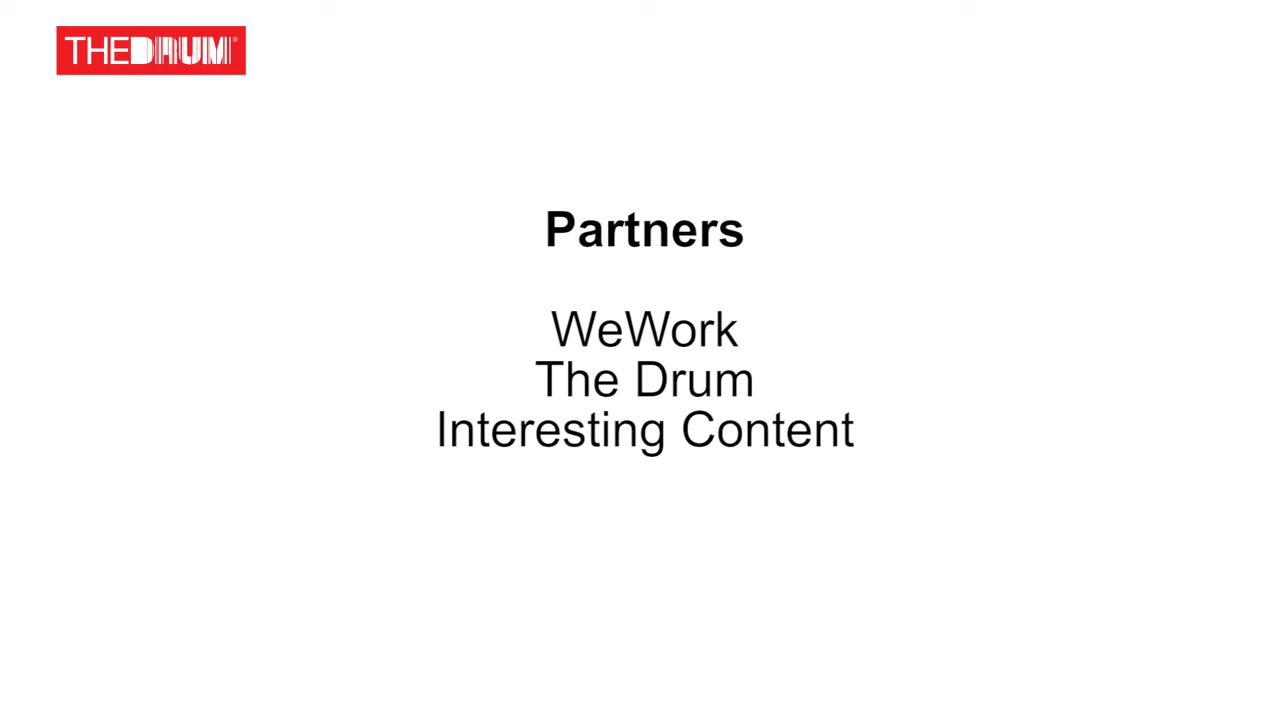 THEDRUM®
Partners
WeWork
The Drum
Interesting Content